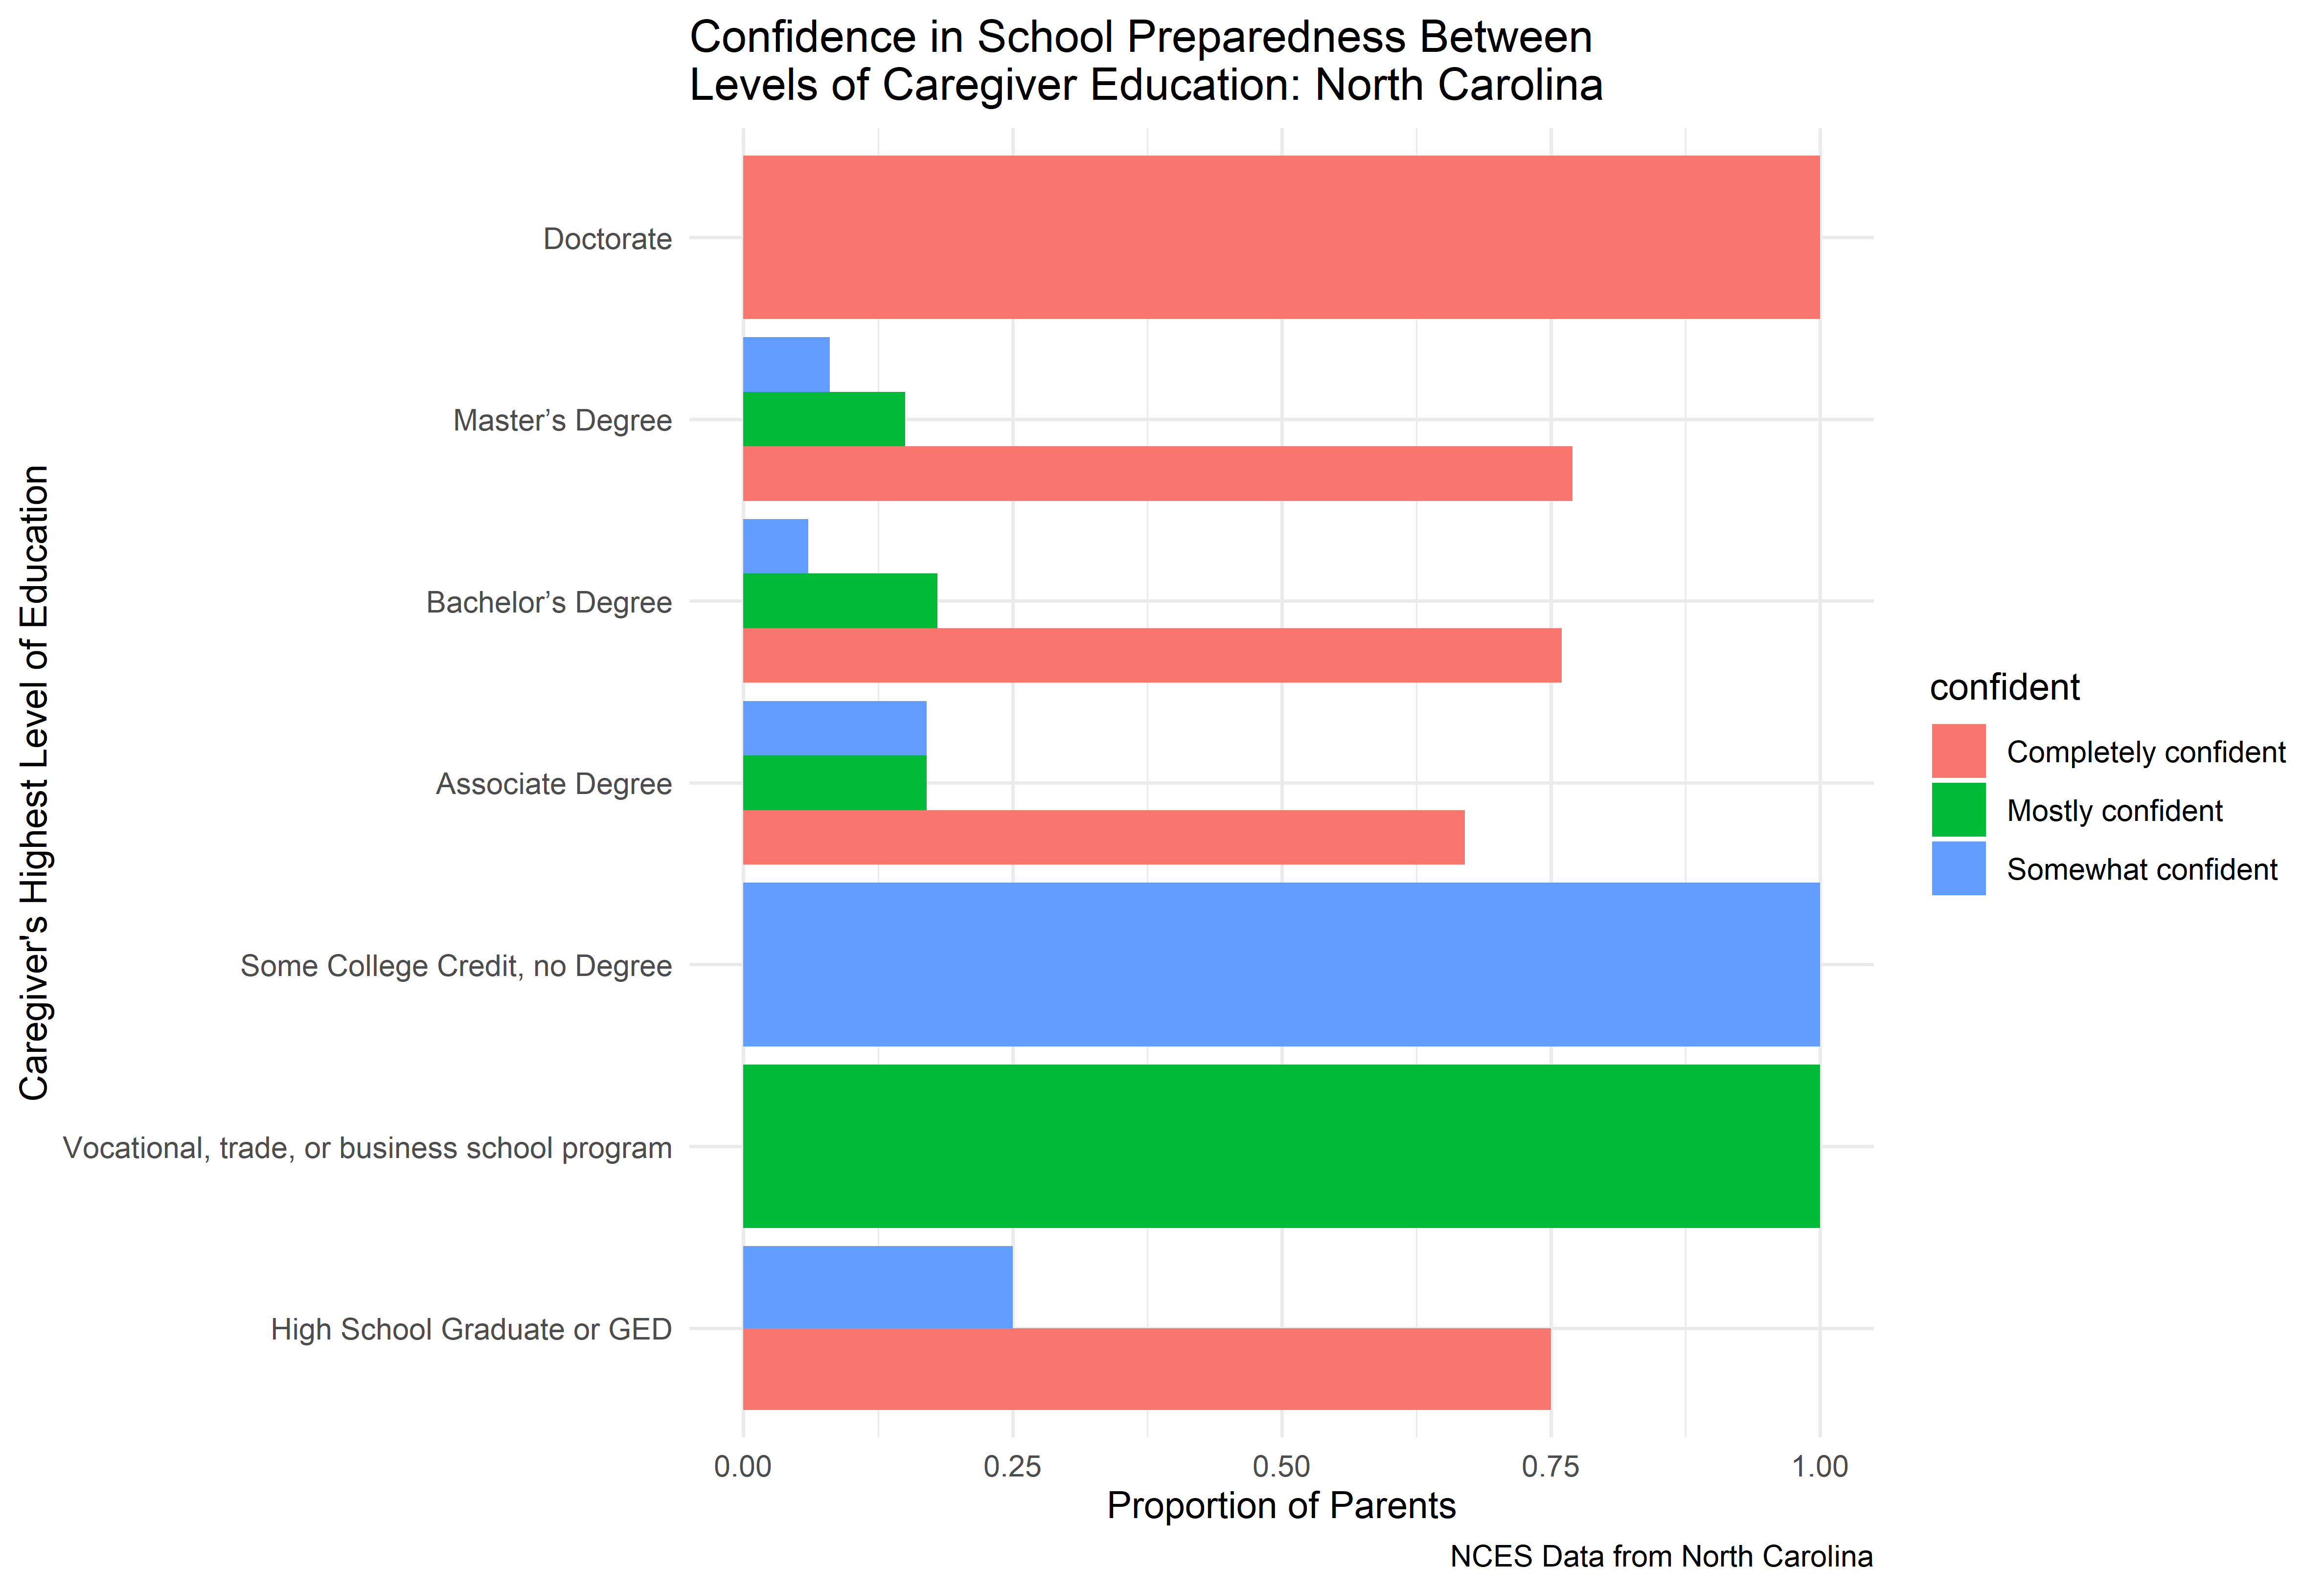 Confidence in School Preparedness Between
Levels of Caregiver Education: North Carolina
Caregiver's Highest Level of Education
Doctorate
Master’s Degree
Bachelor’s Degree
Associate Degree
Some College Credit, no Degree
Vocational, trade, or business school program
High School Graduate or GED
0.00 0.25 0.50 0.75 1.00
Proportion of Parents
confident
Completely confident
Mostly confident
Somewhat confident
NCES Data from North Carolina